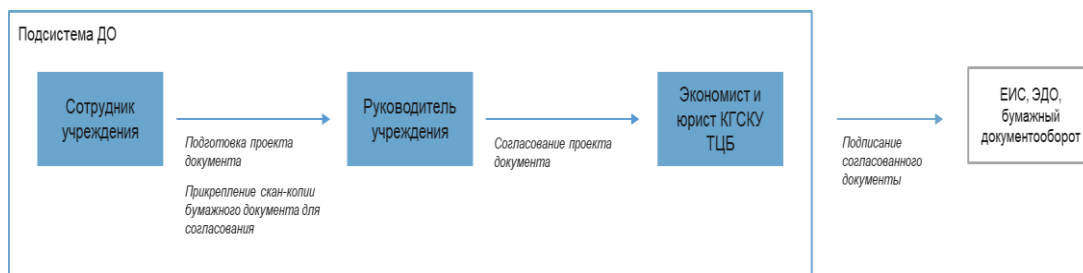 Подсистема ДО
Сотрудник
учреждения
Подготовка проекта
документа
Прикрепление скан-копии
бумажного документа для
согласования
Руководитель
учреждения
Согласование проекта
документа
Экономист и
юрист КГСКУ
ТЦБ
Подписание
согласованного
документы
ЕИС, ЭДО,
бумажный
документооборот